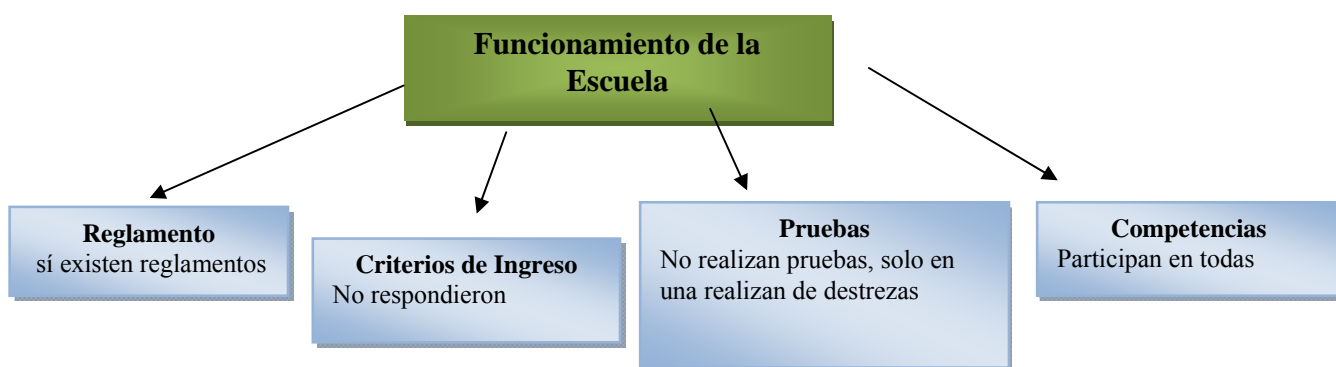 Funcionamiento de la
Escuela
Reglamento
sí existen reglamentos
Criterios de Ingreso
No respondieron
Pruebas
No realizan pruebas, solo en
una realizan de destrezas
Competencias
Participan en todas